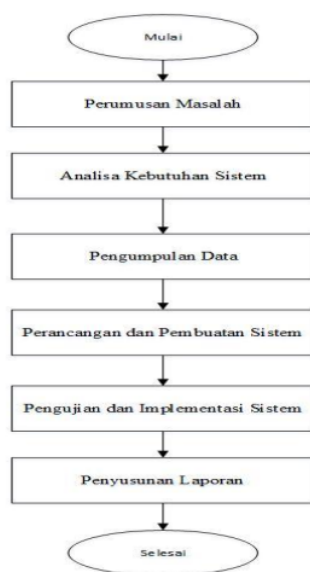 Mulai
Perumusan Masalah
Analisa Kebutuhan Sistem
Pengumpulan Data
Perancangan dan Pembuatan Sistem
Pengujian dan Implementasi Sistem
Penyusunan Laporan
Selesai